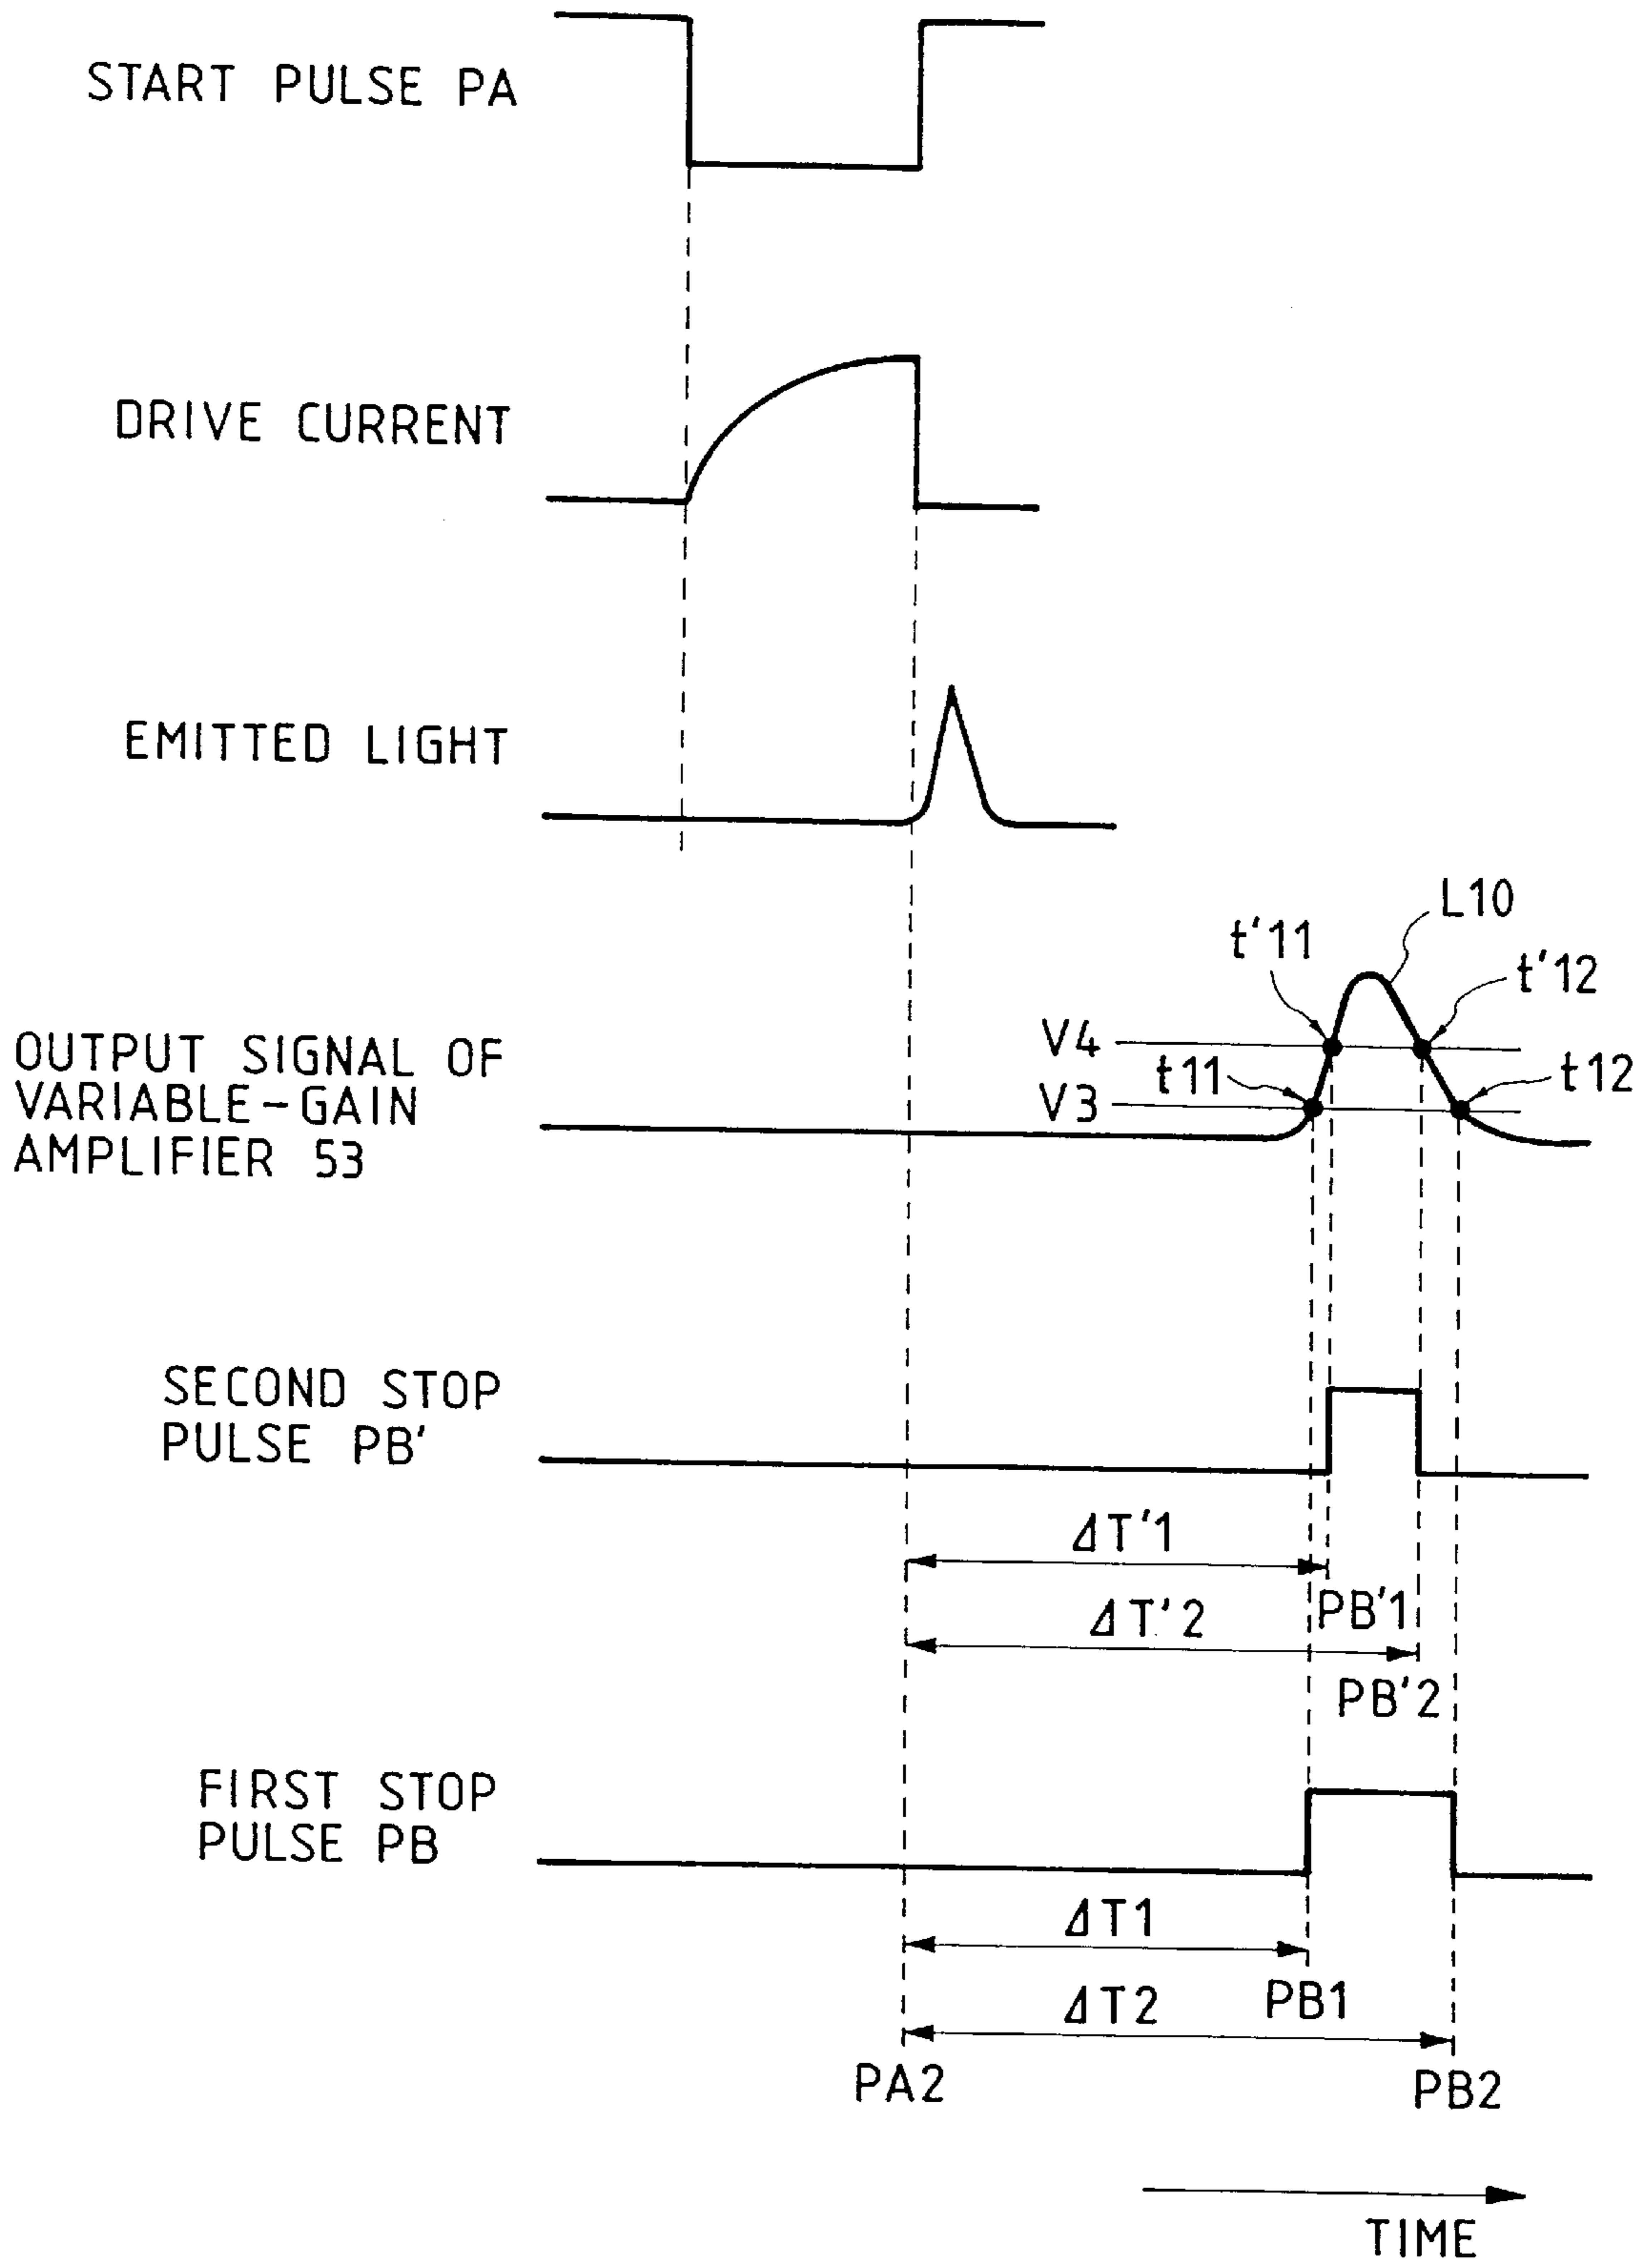 START PULSE PA
DRIVE CURRENT
EMITTED LIGHT
L10
t'11
t'12
OUTPUT SIGNAL OF
VARIABLE-GAIN
AMPLIFIER 53
V4
t11
t12
V3
SECOND STOP
PULSE PB'
ΔT'1
PB'1
ΔT'2
PB'2
FIRST STOP
PULSE PB
ΔT1
PB1
ΔT2
PA2
PB2
TIME